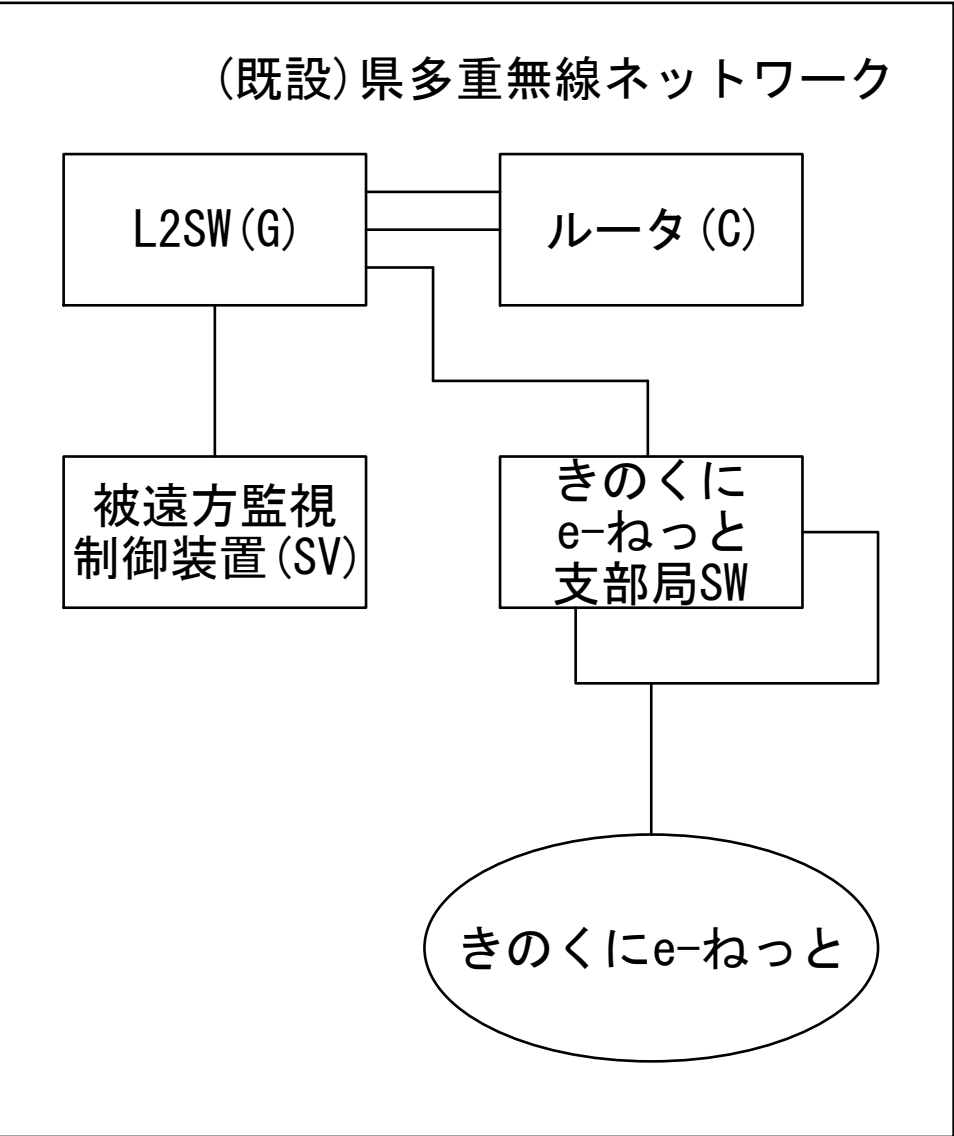 (既設)県多重無線ネットワーク
L2SW(G)
ルータ(C)
被遠方監視
制御装置(SV)
きのくに
e-ねっと
支部局SW
きのくにe-ねっと